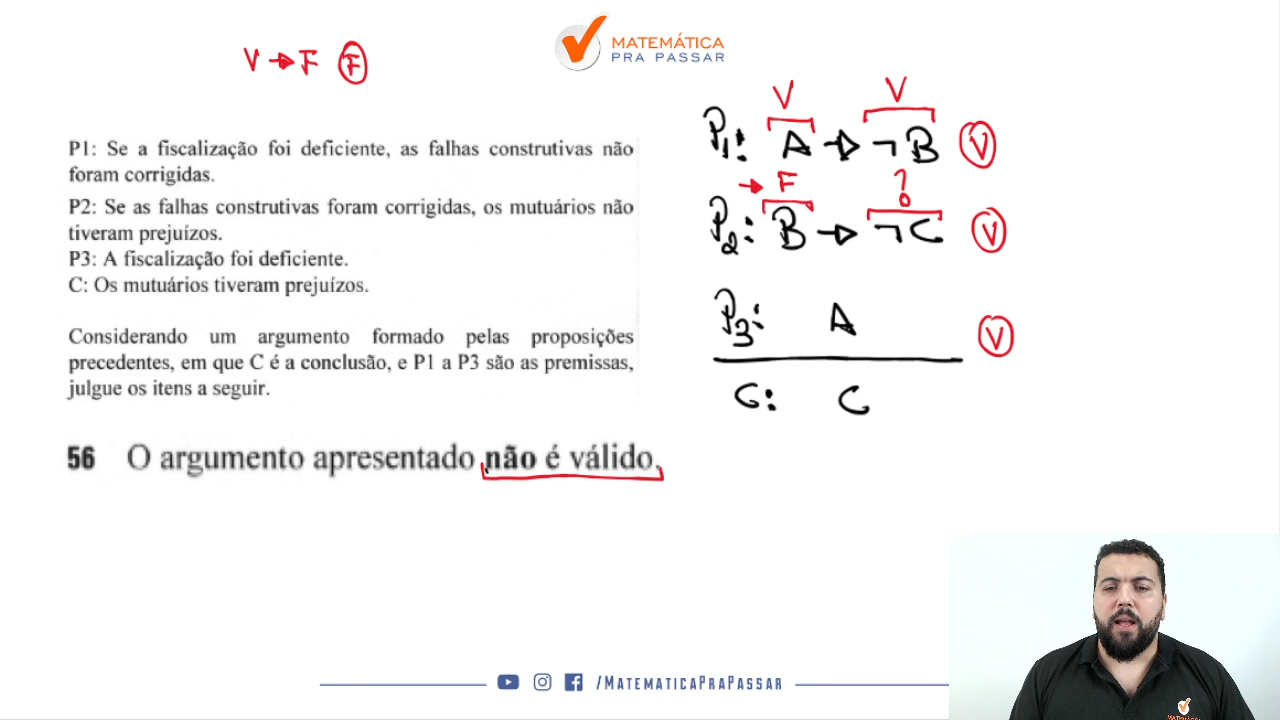 V → F F
MATEMÁTICA
PRA PASSAR
P1: Se a fiscalização foi deficiente, as falhas construtivas não
foram corrigidas.
P2: Se as falhas construtivas foram corrigidas, os mutuários não
tiveram prejuízos.
P3: A fiscalização foi deficiente.
C: Os mutuários tiveram prejuízos.
Considerando um argumento formado pelas proposições
precedentes, em que C é a conclusão, e P1 a P3 são as premissas,
julgue os itens a seguir.
56 O argumento apresentado não é válido.
V V
P1: A → ¬B V
→ F ?
P2: B → ¬C V
P3: A V
C: C
/MATEMATICAPRAPASSAR